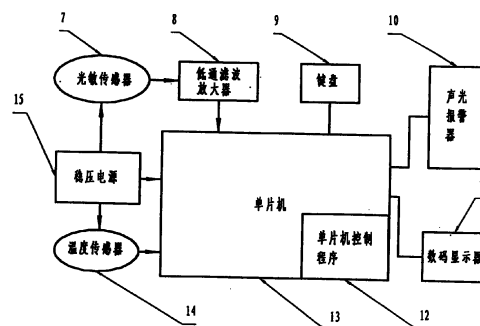 7
8
9
10
光敏传感器
低通滤波
放大器
键盘
声光
报警
器
15
稳压电源
单片机
温度传感器
单片机控制
程序
数码显示器
14
13
12